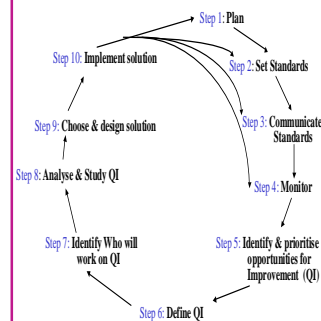 Step 1: Plan
Step 2: Set Standards
Step 3: Communicate
Standards
Step 4: Monitor
Step 5: Identify & prioritise
opportunities for
Improvement (QI)
Step 6: Define QI
Step 7: Identify Who will
work on QI
Step 8: Analyse & Study QI
Step 9: Choose & design solution
Step 10: Implement solution